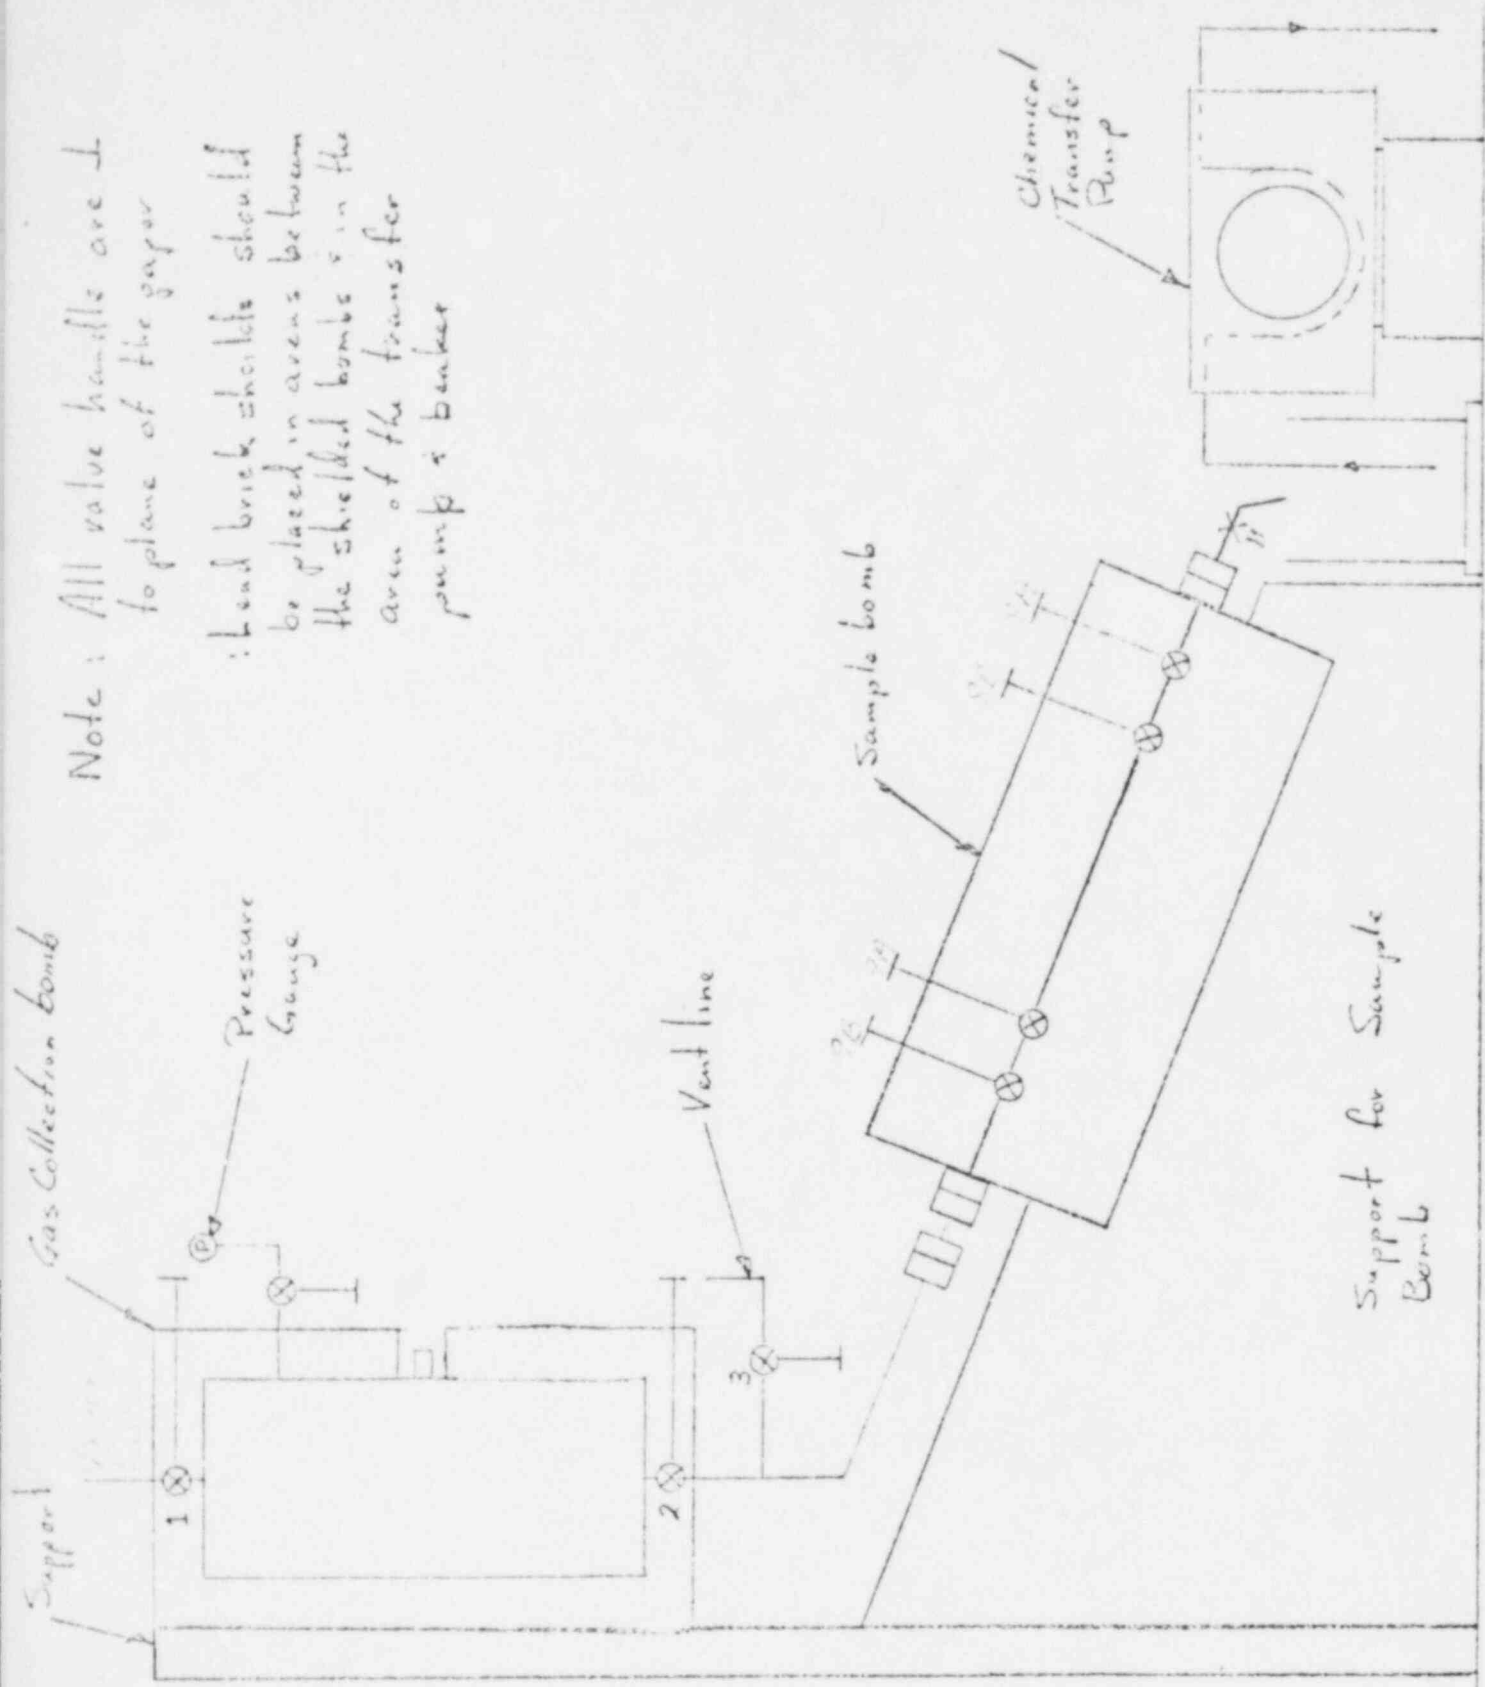 Note: All valve handles are ⊥
to plane of the paper
: Lead brick shields should
be placed in areas between
the shielded bombs & in the
area of the transfer
pump & beaker
Support
Gas Collection bomb
Pressure
Gauge
P
1
2
3
Vent line
Sample bomb
Chemical
Transfer
Pump
Support for Sample
Bomb